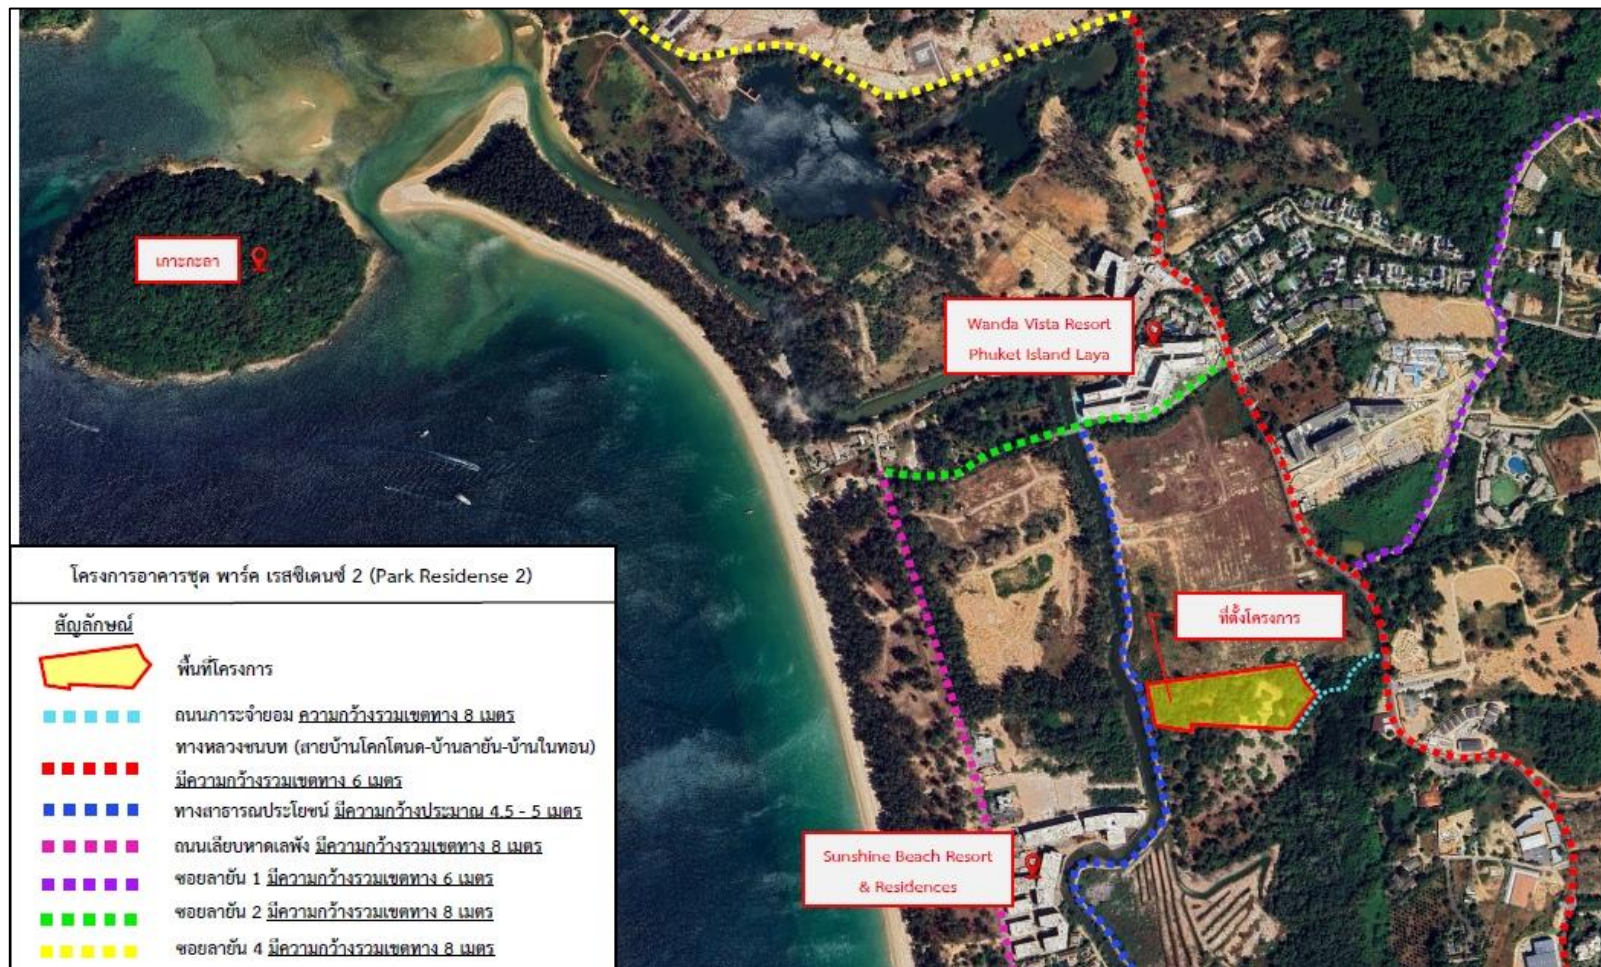 เกาะกะลา
Wanda Vista Resort
Phuket Island Laya
ที่ตั้งโครงการ
Sunshine Beach Resort
& Residences
โครงการอาคารชุด พาร์ค เรสซิเดนซ์ 2 (Park Residense 2)
สัญลักษณ์
พื้นที่โครงการ
ถนนภาระจำยอม ความกว้างรวมเขตทาง 8 เมตร
ทางหลวงชนบท (สายบ้านโคกโตนด-บ้านลายัน-บ้านในทอน)
มีความกว้างรวมเขตทาง 6 เมตร
ทางสาธารณประโยชน์ มีความกว้างประมาณ 4.5 - 5 เมตร
ถนนเลียบหาดเลพัง มีความกว้างรวมเขตทาง 8 เมตร
ซอยลายัน 1 มีความกว้างรวมเขตทาง 6 เมตร
ซอยลายัน 2 มีความกว้างรวมเขตทาง 8 เมตร
ซอยลายัน 4 มีความกว้างรวมเขตทาง 8 เมตร